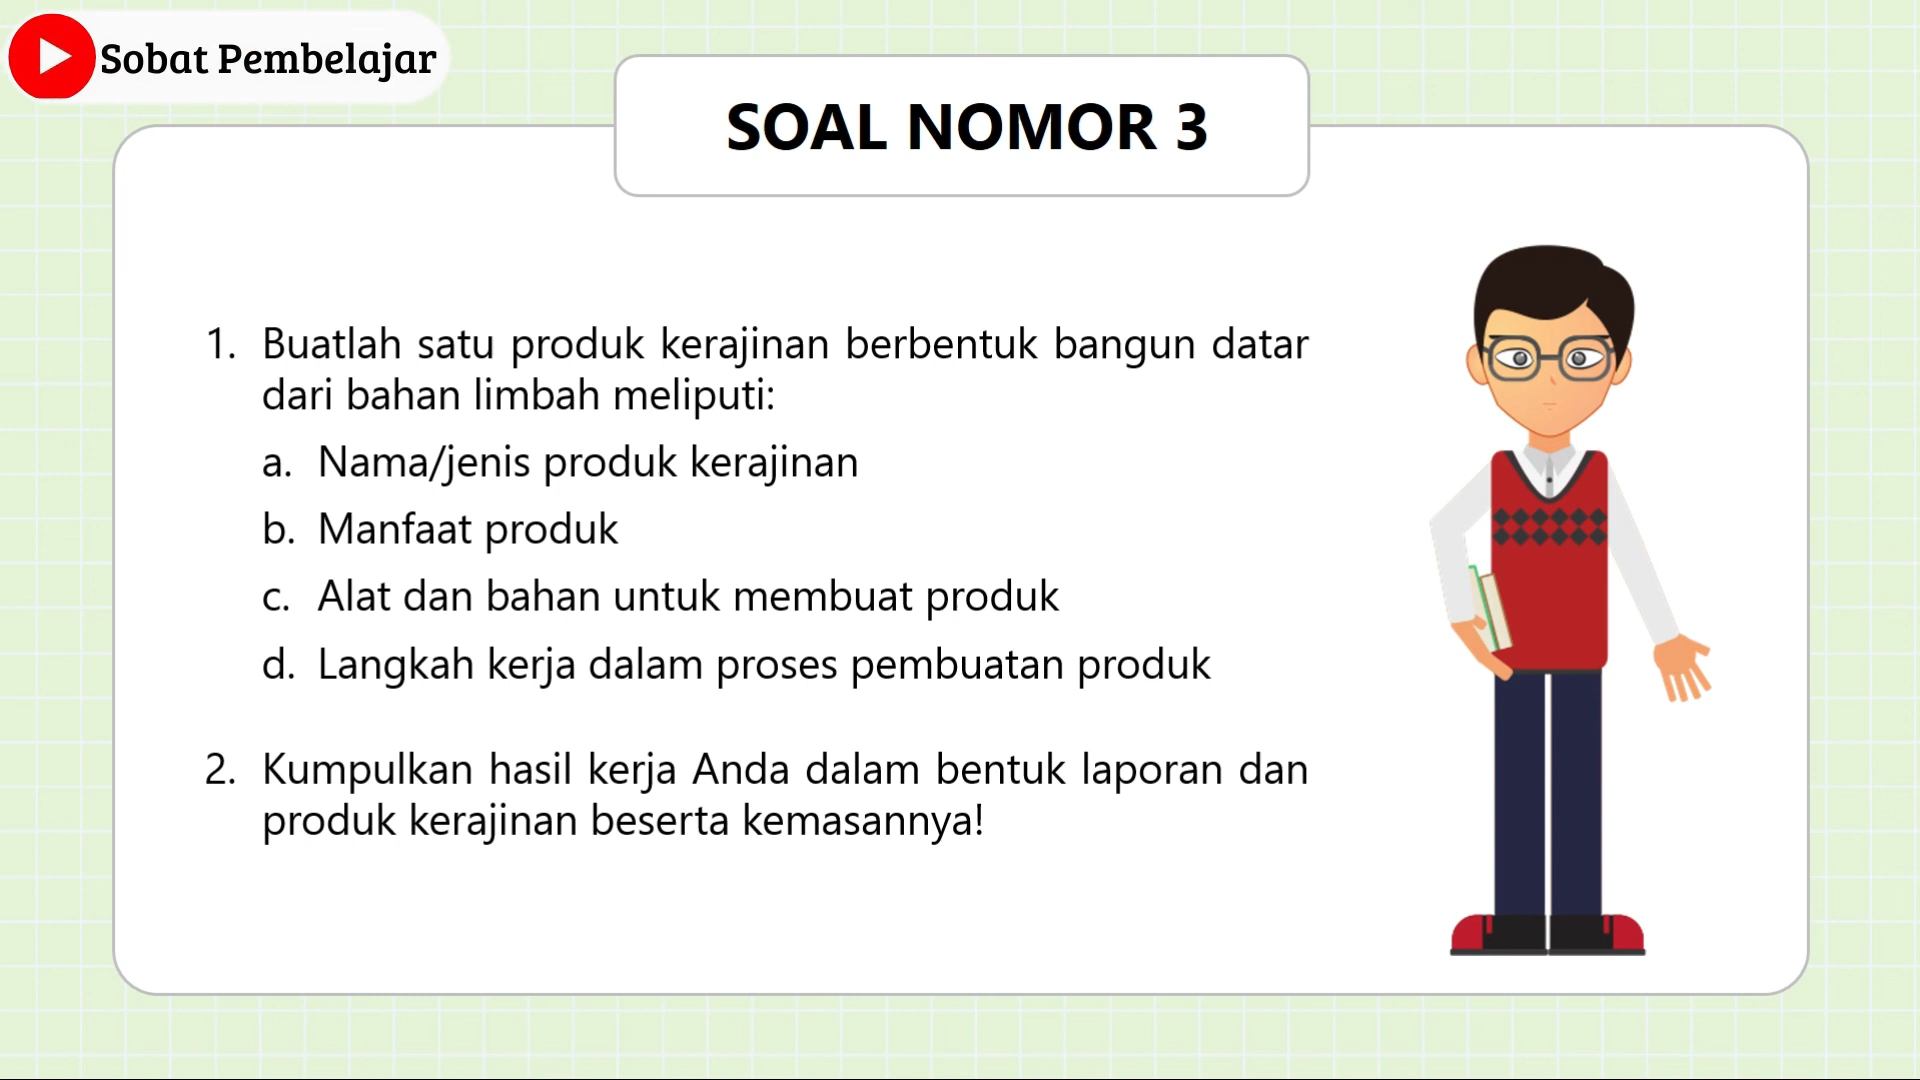 Sobat Pembelajar
SOAL NOMOR 3
1. Buatlah satu produk kerajinan berbentuk bangun datar
dari bahan limbah meliputi:
a. Nama/jenis produk kerajinan
b. Manfaat produk
c. Alat dan bahan untuk membuat produk
d. Langkah kerja dalam proses pembuatan produk
2. Kumpulkan hasil kerja Anda dalam bentuk laporan dan
produk kerajinan beserta kemasannya!